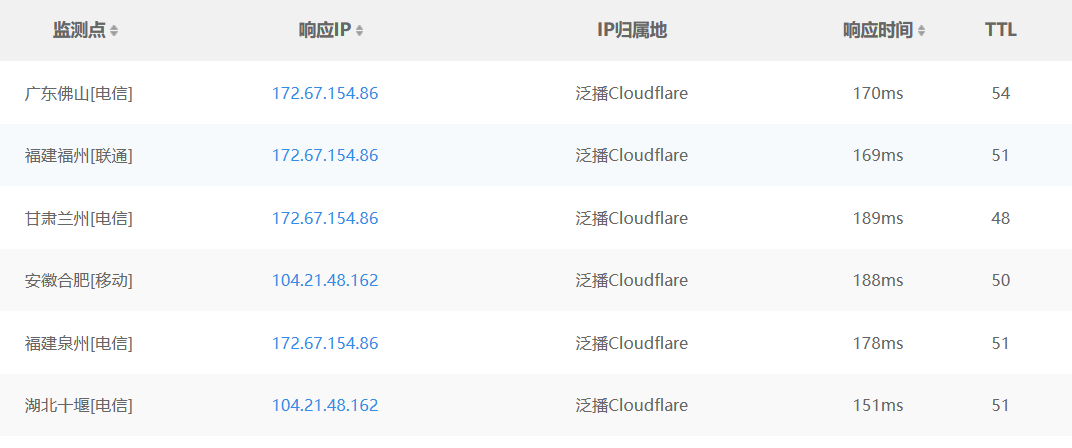 监测点 响应IP IP归属地 响应时间 TTL
广东佛山[电信] 172.67.154.86 泛播Cloudflare 170ms 54
福建福州[联通] 172.67.154.86 泛播Cloudflare 169ms 51
甘肃兰州[电信] 172.67.154.86 泛播Cloudflare 189ms 48
安徽合肥[移动] 104.21.48.162 泛播Cloudflare 188ms 50
福建泉州[电信] 172.67.154.86 泛播Cloudflare 178ms 51
湖北十堰[电信] 104.21.48.162 泛播Cloudflare 151ms 51